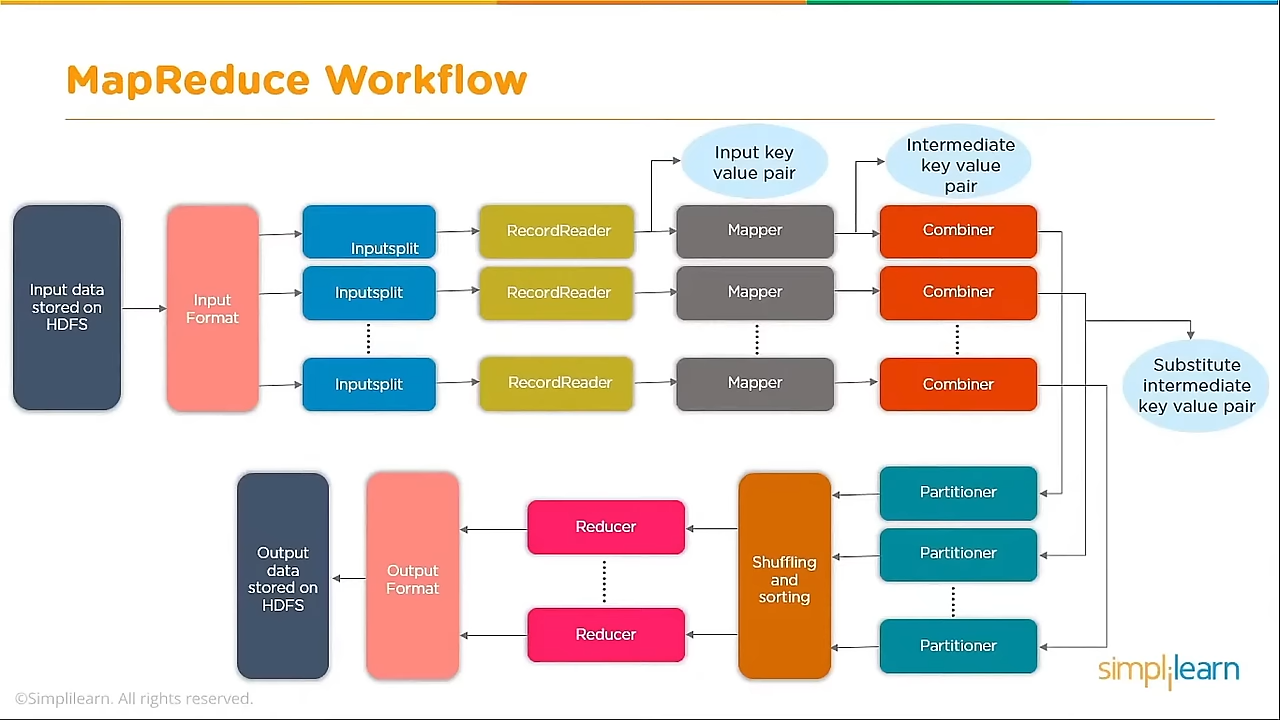 MapReduce Workflow
Input key
value pair
Intermediate
key value
pair
Input data
stored on
HDFS
Input
Format
Inputsplit
RecordReader
Mapper
Combiner
Inputsplit
RecordReader
Mapper
Combiner
Inputsplit
RecordReader
Mapper
Combiner
Substitute
intermediate
key value pair
Output
data
stored on
HDFS
Output
Format
Reducer
Reducer
Shuffling
and
sorting
Partitioner
Partitioner
Partitioner
simplilearn
©Simplilearn. All rights reserved.